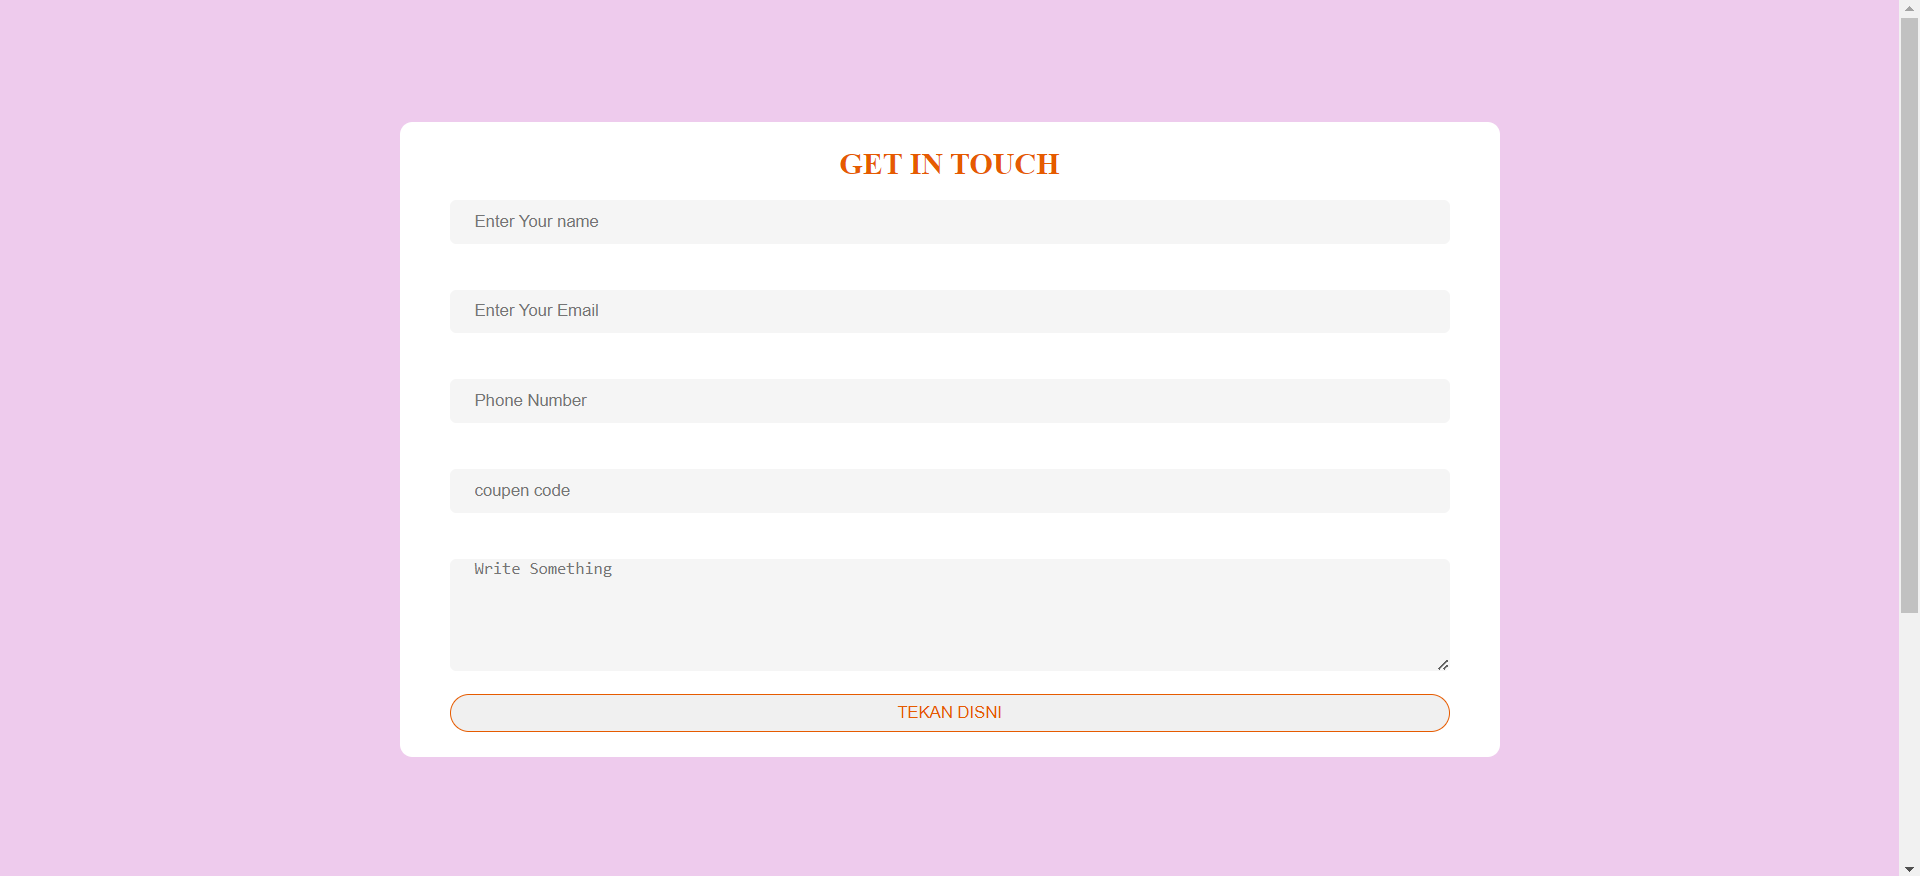 GET IN TOUCH
Enter Your name
Enter Your Email
Phone Number
coupen code
Write Something
TEKAN DISNI